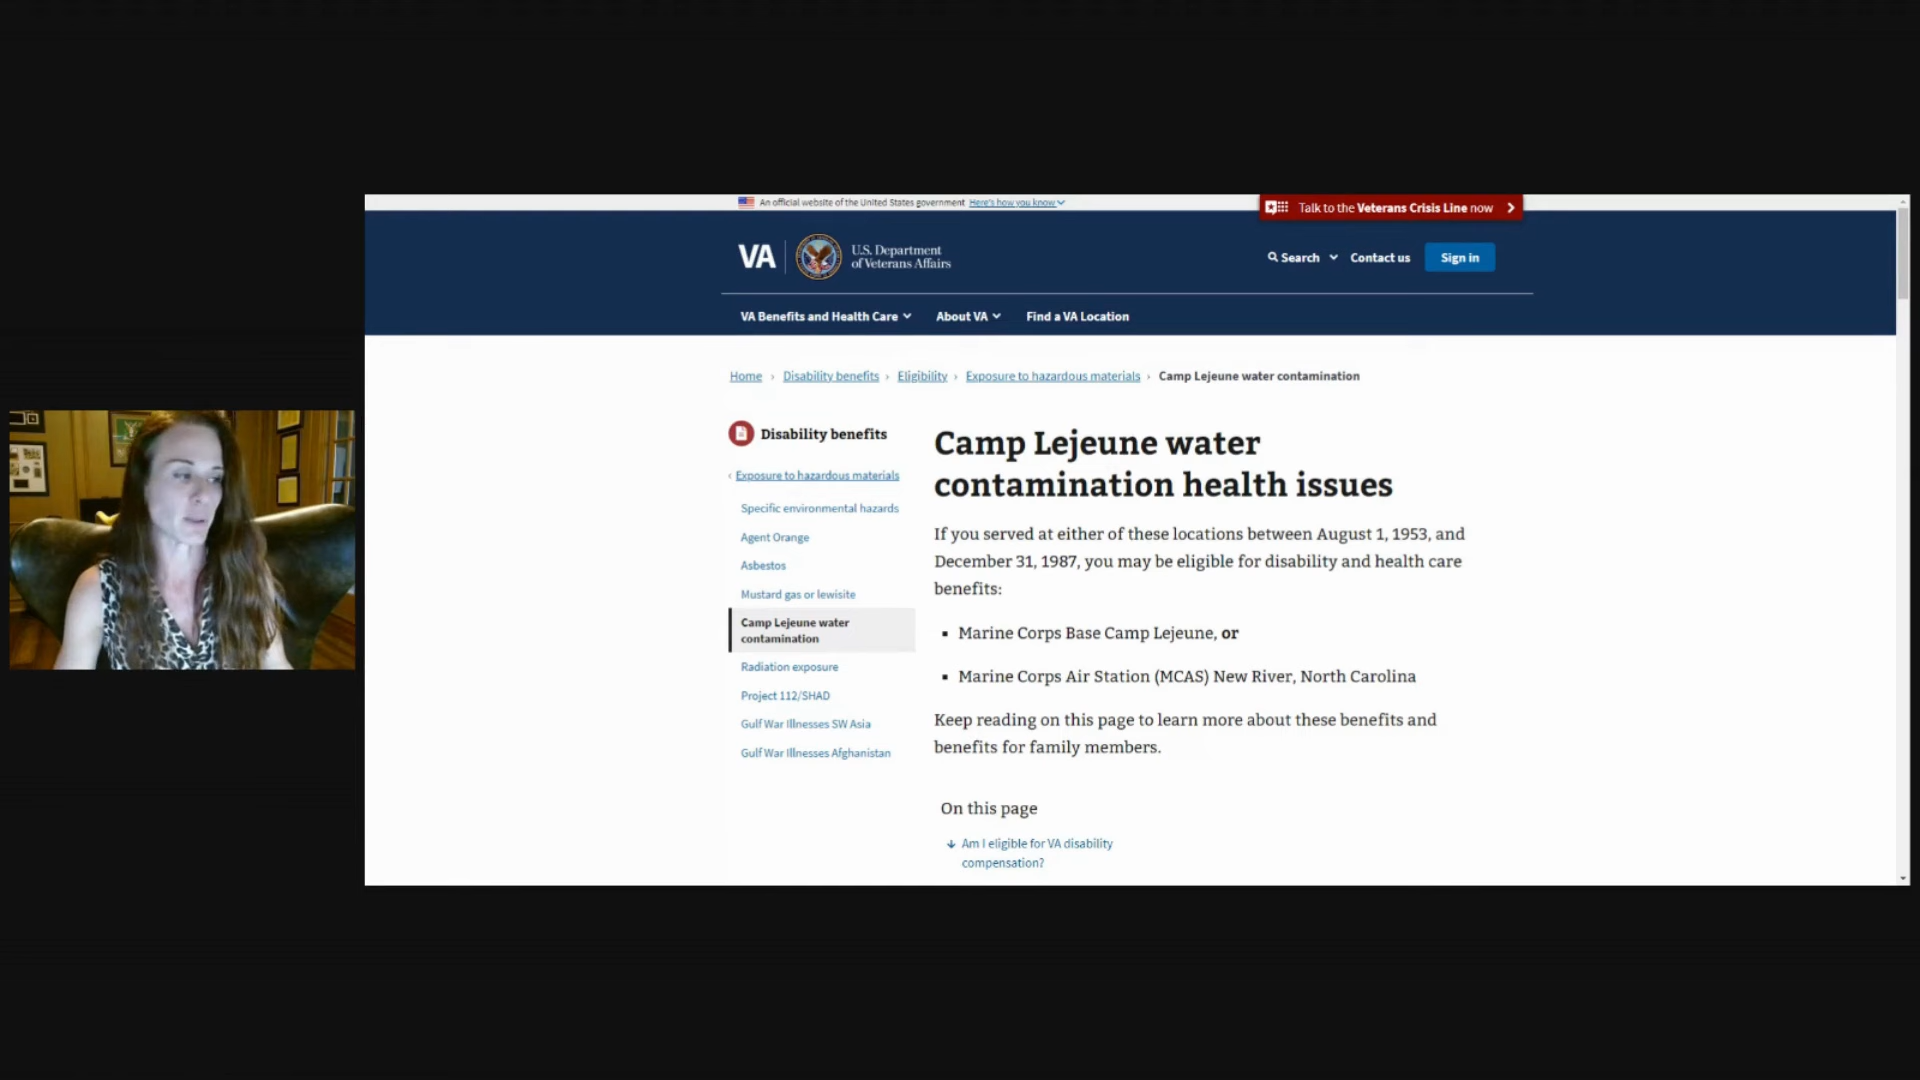 An official website of the United States government Here's how you know
Talk to the Veterans Crisis Line now
VA
U.S. Department
of Veterans Affairs
Search
Contact us
Sign in
VA Benefits and Health Care
About VA
Find a VA Location
Home › Disability benefits › Eligibility › Exposure to hazardous materials › Camp Lejeune water contamination
Disability benefits
‹ Exposure to hazardous materials
Specific environmental hazards
Agent Orange
Asbestos
Mustard gas or lewisite
Camp Lejeune water
contamination
Radiation exposure
Project 112/SHAD
Gulf War Illnesses SW Asia
Gulf War Illnesses Afghanistan
Camp Lejeune water
contamination health issues
If you served at either of these locations between August 1, 1953, and
December 31, 1987, you may be eligible for disability and health care
benefits:
▪ Marine Corps Base Camp Lejeune, or
▪ Marine Corps Air Station (MCAS) New River, North Carolina
Keep reading on this page to learn more about these benefits and
benefits for family members.
On this page
↓ Am I eligible for VA disability
compensation?